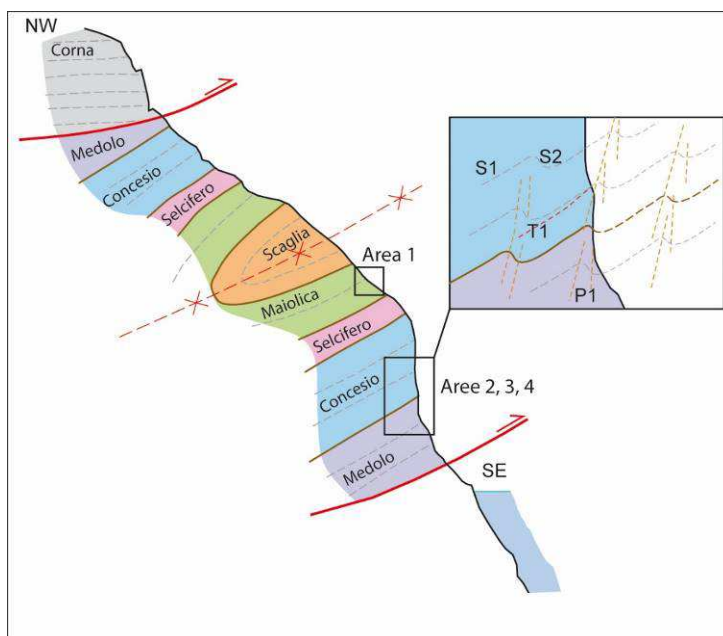 NW
Corna
Medolo
Concesio
Selcifero
Scaglia
Area 1
Maiolica
Selcifero
Concesio
Aree 2, 3, 4
Medolo
SE
S1
S2
T1
P1